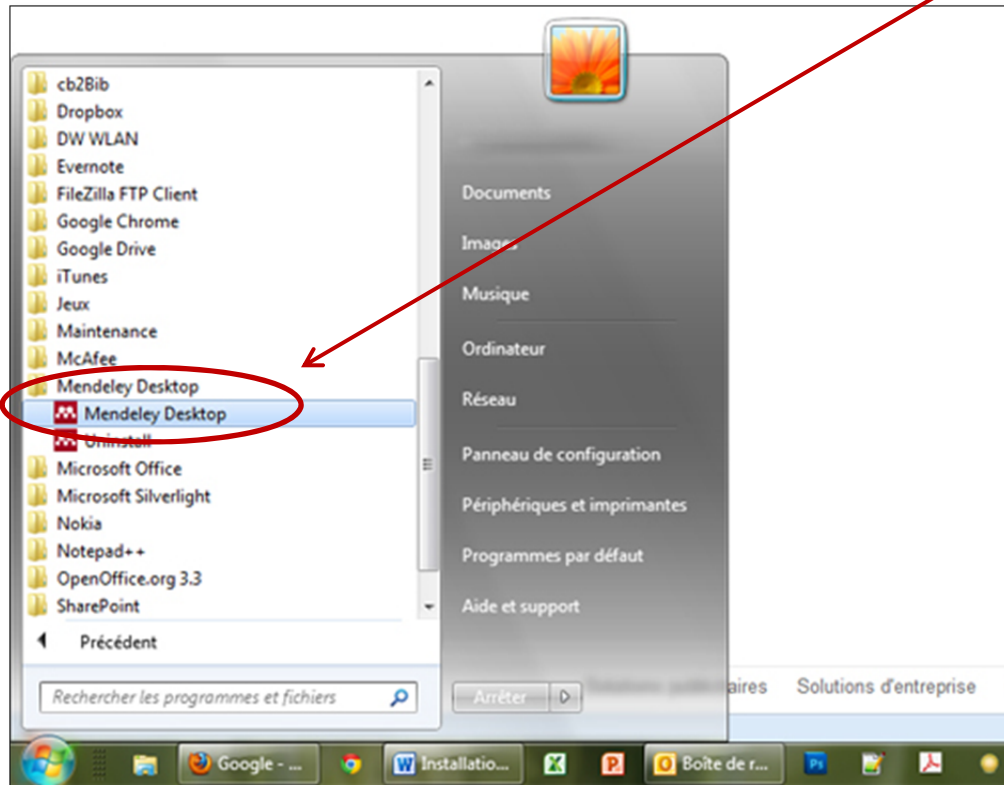 cb2Bib
Dropbox
DW WLAN
Evernote
FileZilla FTP Client
Google Chrome
Google Drive
iTunes
Jeux
Maintenance
McAfee
Mendeley Desktop
Mendeley Desktop
Uninstall
Microsoft Office
Microsoft Silverlight
Nokia
Notepad++
OpenOffice.org 3.3
SharePoint
Précédent
Rechercher les programmes et fichiers
Documents
Images
Musique
Ordinateur
Réseau
Panneau de configuration
Périphériques et imprimantes
Programmes par défaut
Aide et support
Arrêter
Solutions d'entreprise
Google - ...
Installatio...
Boîte de r...